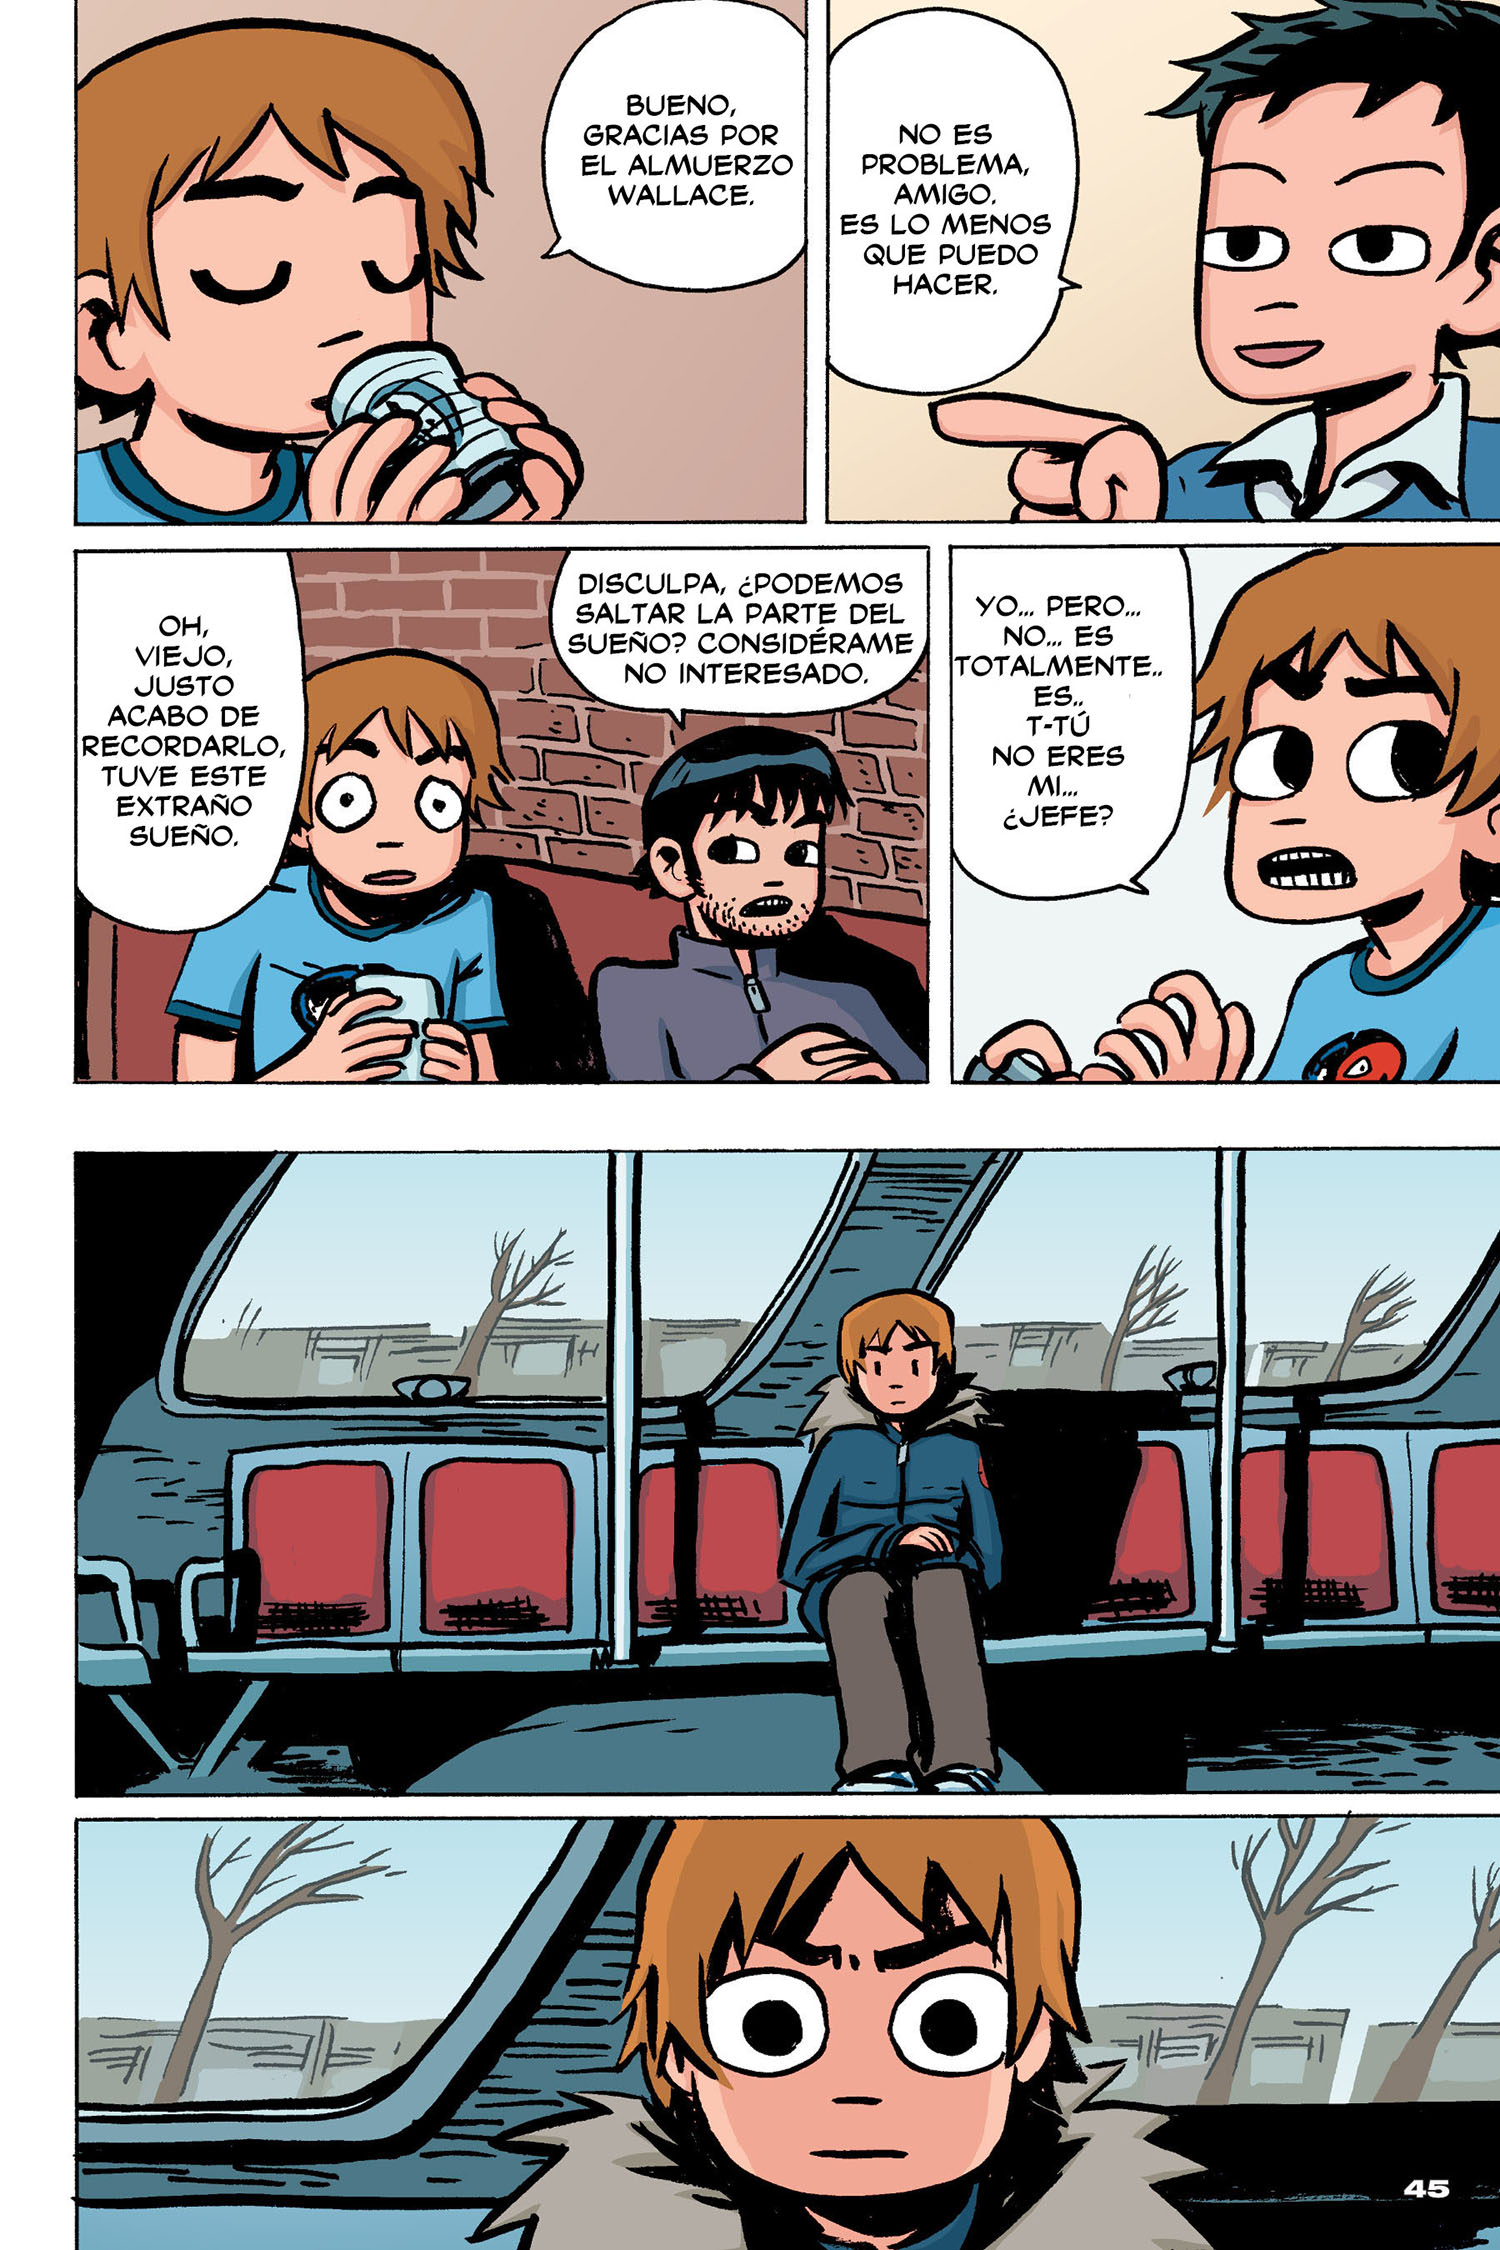 BUENO,
GRACIAS POR
EL ALMUERZO
WALLACE.
NO ES
PROBLEMA,
AMIGO.
ES LO MENOS
QUE PUEDO
HACER.
OH,
VIEJO,
JUSTO
ACABO DE
RECORDARLO,
TUVE ESTE
EXTRAÑO
SUEÑO.
DISCULPA, ¿PODEMOS
SALTAR LA PARTE DEL
SUEÑO? CONSIDÉRAME
NO INTERESADO.
YO... PERO...
NO... ES
TOTALMENTE..
ES..
T-TÚ
NO ERES
MI...
¿JEFE?
45